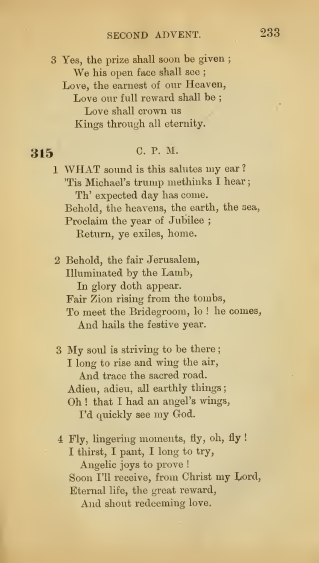 SECOND ADVENT. 233
3 Yes, the prize shall soon be given ;
We his open face shall see ;
Love, the earnest of our Heaven,
Love our full reward shall be ;
Love shall crown us
Kings through all eternity.
315 C. P. M.
1 WHAT sound is this salutes my ear ?
'Tis Michael's trump methinks I hear ;
Th' expected day has come.
Behold, the heavens, the earth, the sea,
Proclaim the year of Jubilee ;
Return, ye exiles, home.
2 Behold, the fair Jerusalem,
Illuminated by the Lamb,
In glory doth appear.
Fair Zion rising from the tombs,
To meet the Bridegroom, lo ! he comes,
And hails the festive year.
3 My soul is striving to be there ;
I long to rise and wing the air,
And trace the sacred road.
Adieu, adieu, all earthly things ;
Oh ! that I had an angel's wings,
I'd quickly see my God.
4 Fly, lingering moments, fly, oh, fly !
I thirst, I pant, I long to try,
Angelic joys to prove !
Soon I'll receive, from Christ my Lord,
Eternal life, the great reward,
And shout redeeming love.